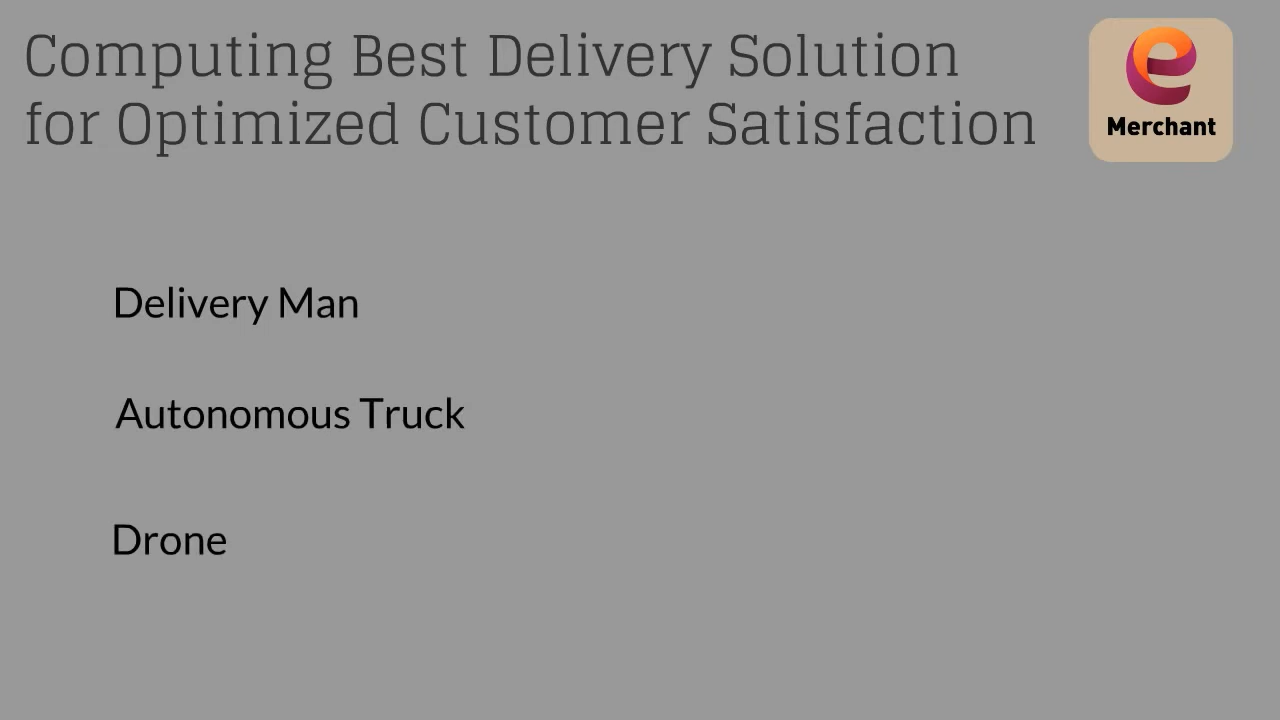 Computing Best Delivery Solution
for Optimized Customer Satisfaction
e
Merchant
Delivery Man
Autonomous Truck
Drone